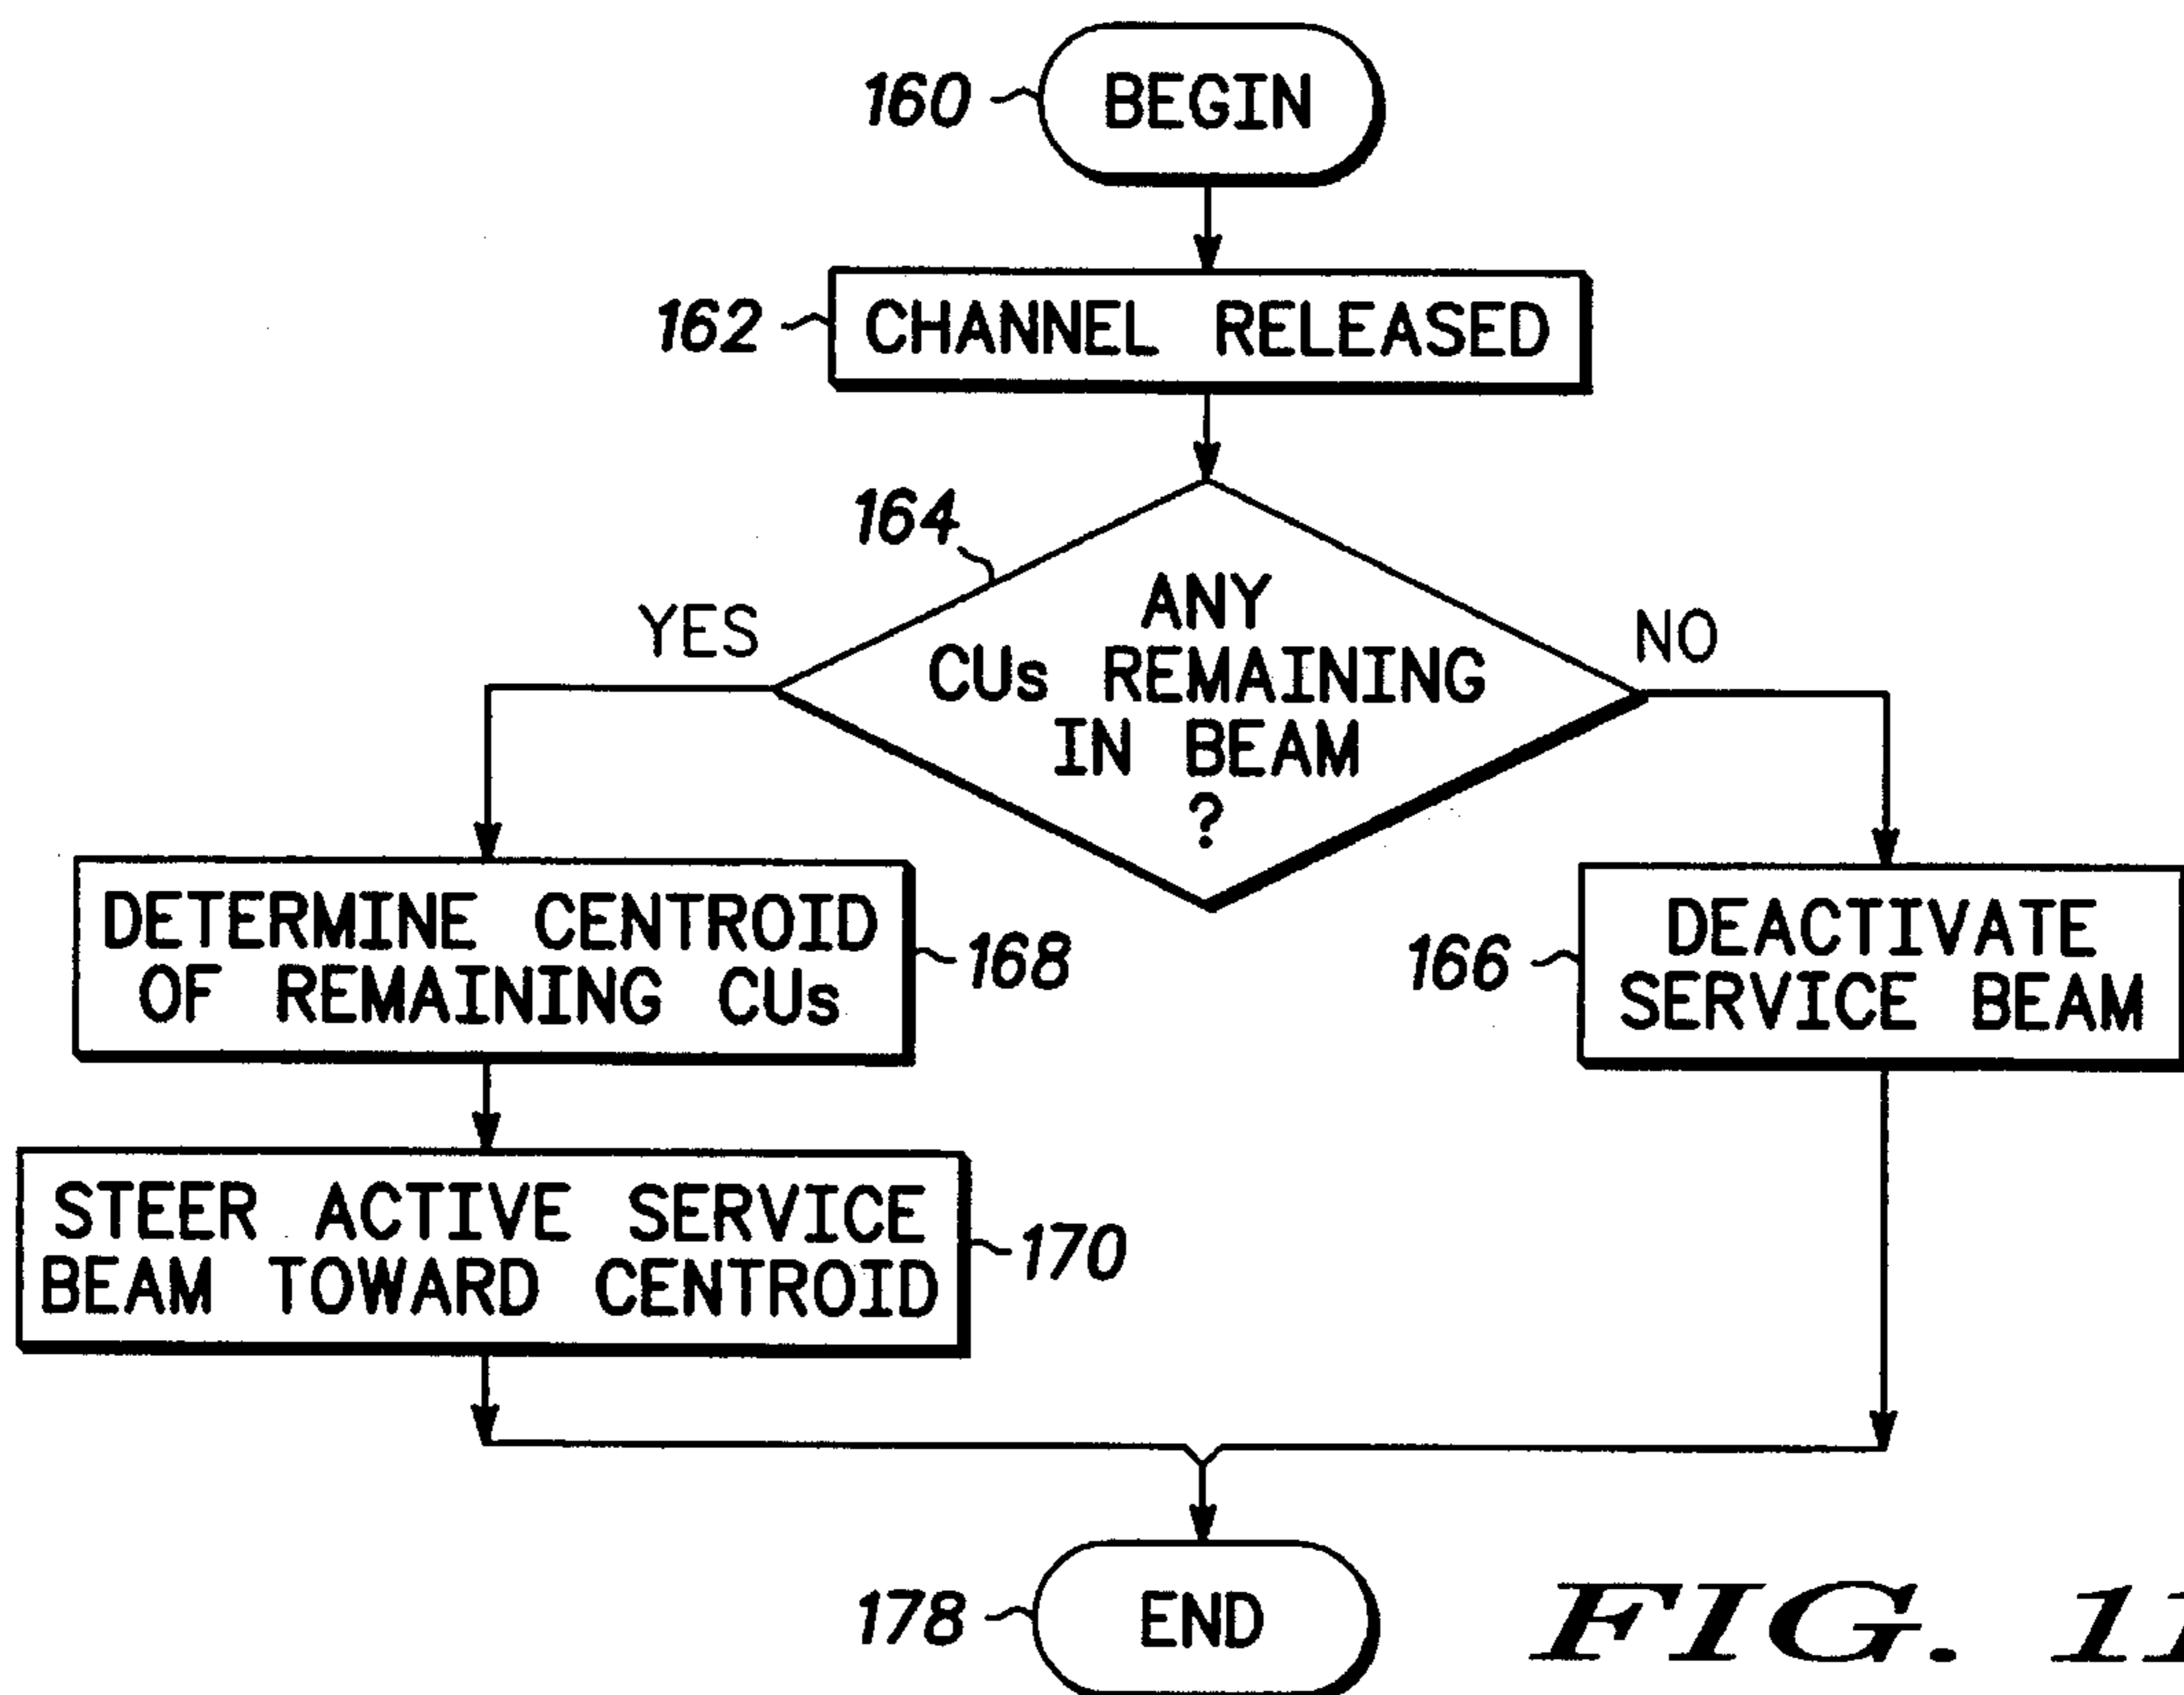 160 BEGIN
162 CHANNEL RELEASED
164
ANY
CUs REMAINING
IN BEAM
?
YES
NO
DETERMINE CENTROID
OF REMAINING CUs
168
166
DEACTIVATE
SERVICE BEAM
STEER ACTIVE SERVICE
BEAM TOWARD CENTROID
170
178 END
FIG.